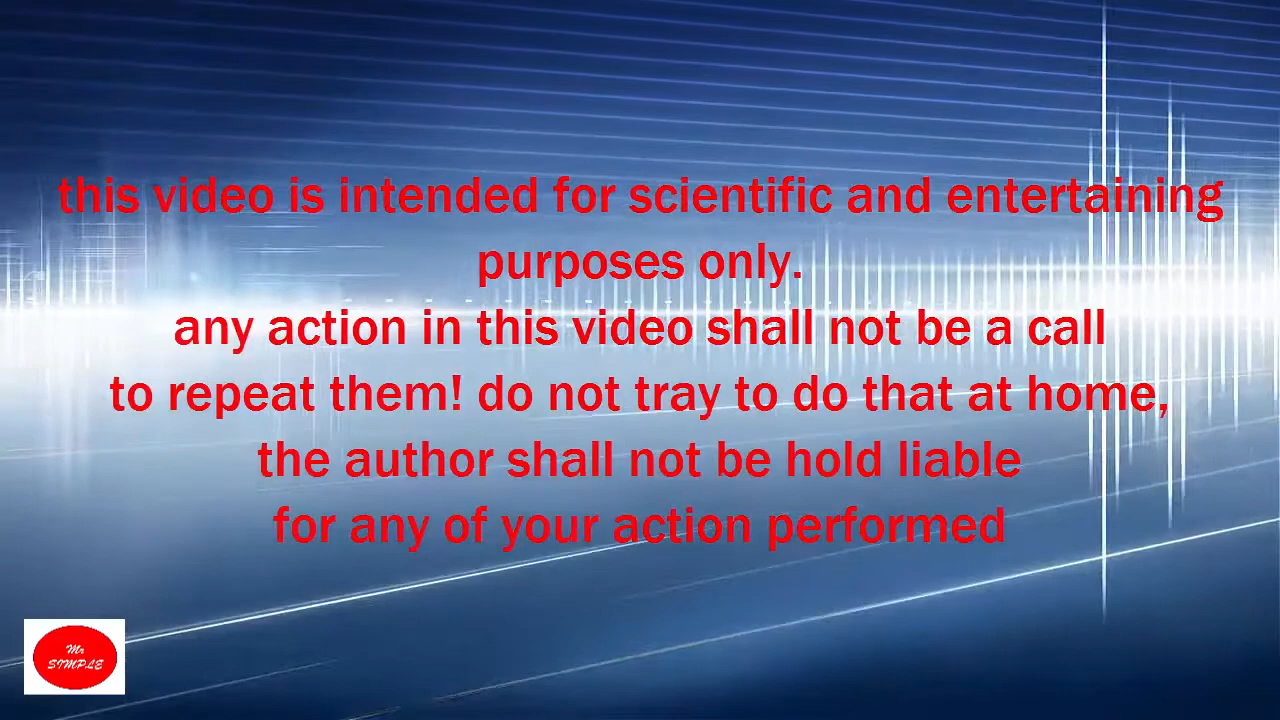 this video is intended for scientific and entertaining
purposes only.
any action in this video shall not be a call
to repeat them! do not tray to do that at home,
the author shall not be hold liable
for any of your action performed
Mr
SIMPLE